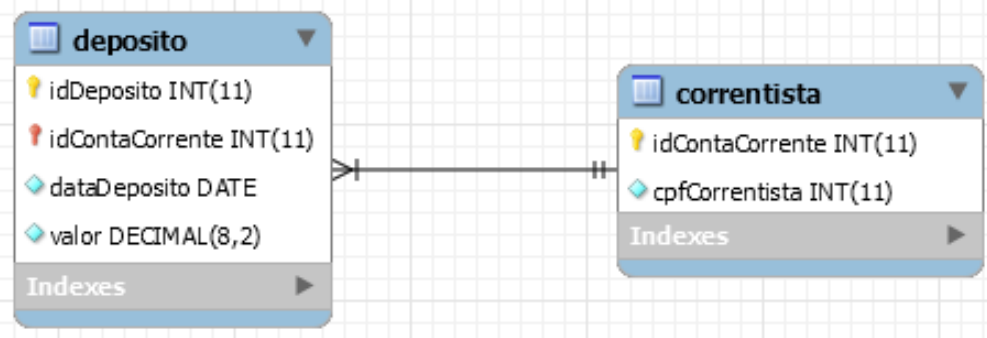 deposito
idDeposito INT(11)
idContaCorrente INT(11)
dataDeposito DATE
valor DECIMAL(8,2)
Indexes
correntista
idContaCorrente INT(11)
cpfCorrentista INT(11)
Indexes